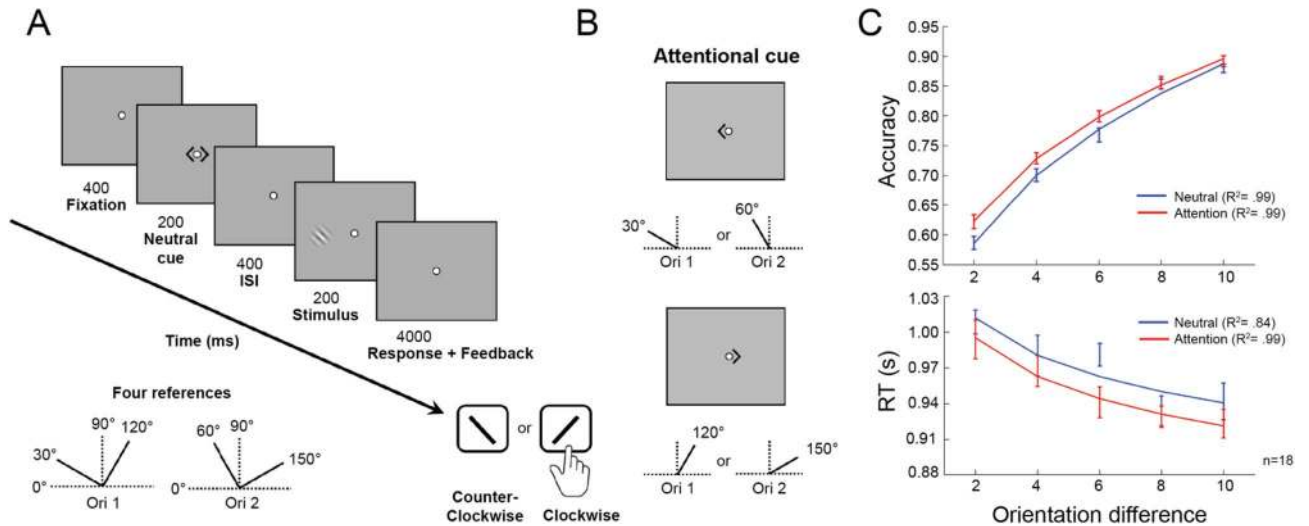 A
400
Fixation
200
Neutral
cue
400
ISI
200
Stimulus
4000
Response + Feedback
Time (ms)
Four references
30°
90°
120°
0°
Ori 1
60°
90°
150°
0°
Ori 2
or
Counter-
Clockwise
Clockwise
B
Attentional cue
30°
Ori 1
or
60°
Ori 2
120°
Ori 1
or
150°
Ori 2
C
Accuracy
0.95
0.90
0.85
0.80
0.75
0.70
0.65
0.60
0.55
2 4 6 8 10
Neutral (R²= .99)
Attention (R²= .99)
RT (s)
1.03
1.00
0.97
0.94
0.91
0.88
2 4 6 8 10
Neutral (R²= .84)
Attention (R²= .99)
n=18
Orientation difference